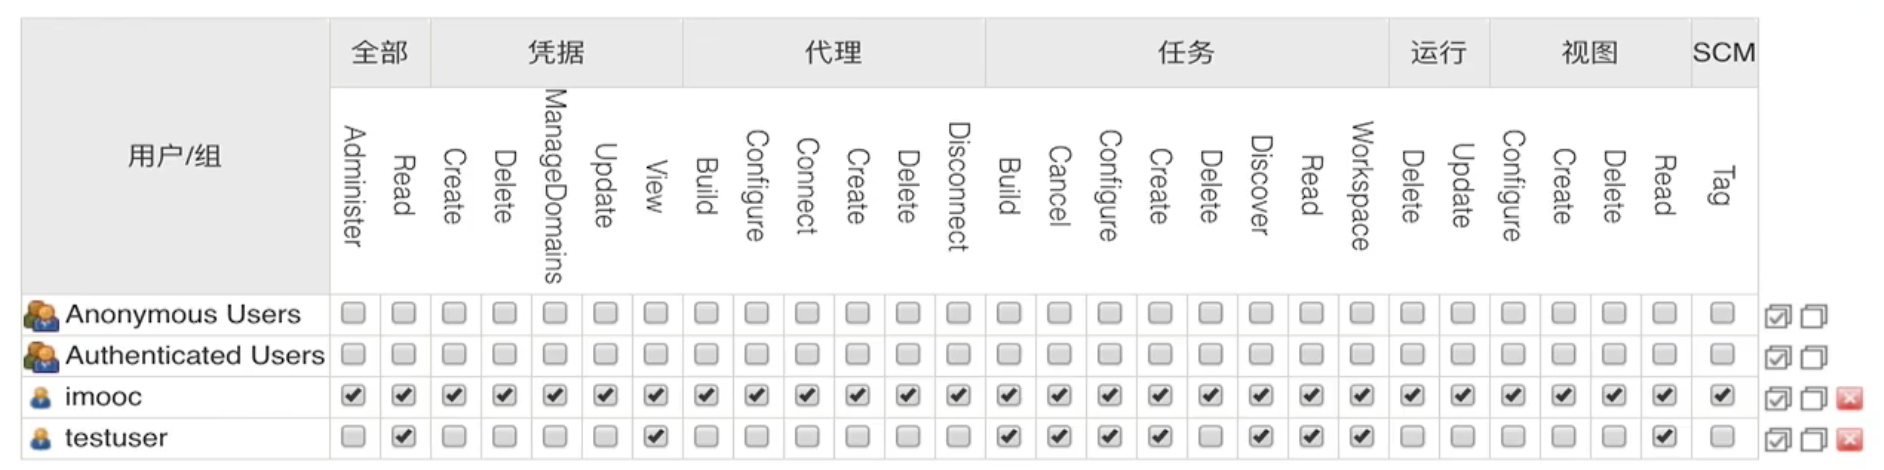 全部 凭据 代理 任务 运行 视图 SCM
用户/组 Administer Read Create Delete ManageDomains Update View Build Configure Connect Create Delete Disconnect Build Cancel Configure Create Delete Discover Read Workspace Delete Update Configure Create Delete Read Tag
Anonymous Users
Authenticated Users
imooc
testuser